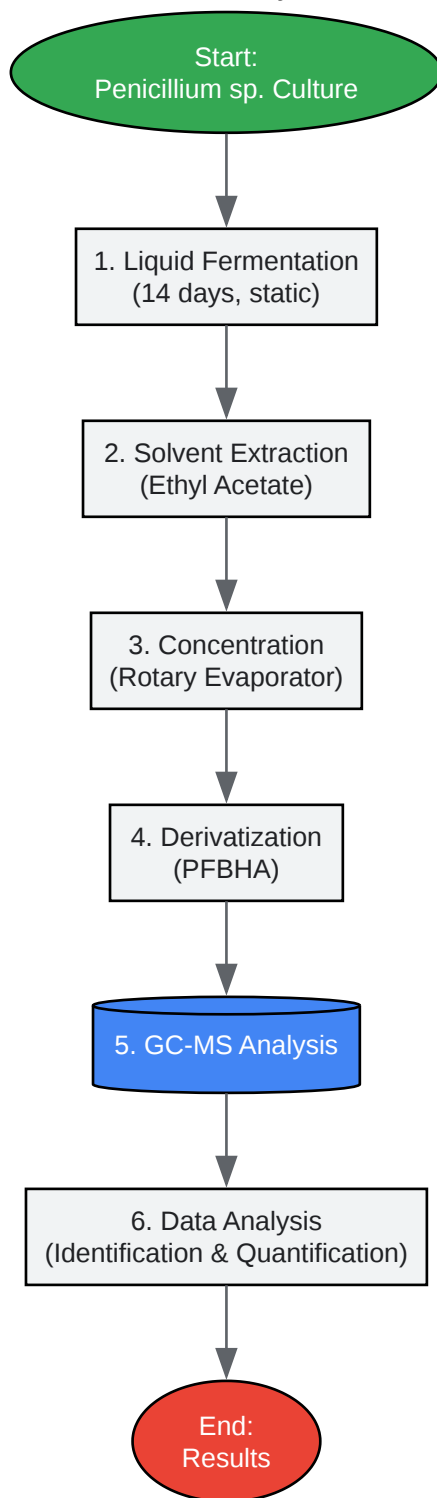 Start:
Penicillium sp. Culture
1. Liquid Fermentation
(14 days, static)
2. Solvent Extraction
(Ethyl Acetate)
3. Concentration
(Rotary Evaporator)
4. Derivatization
(PFBHA)
5. GC-MS Analysis
6. Data Analysis
(Identification & Quantification)
End:
Results